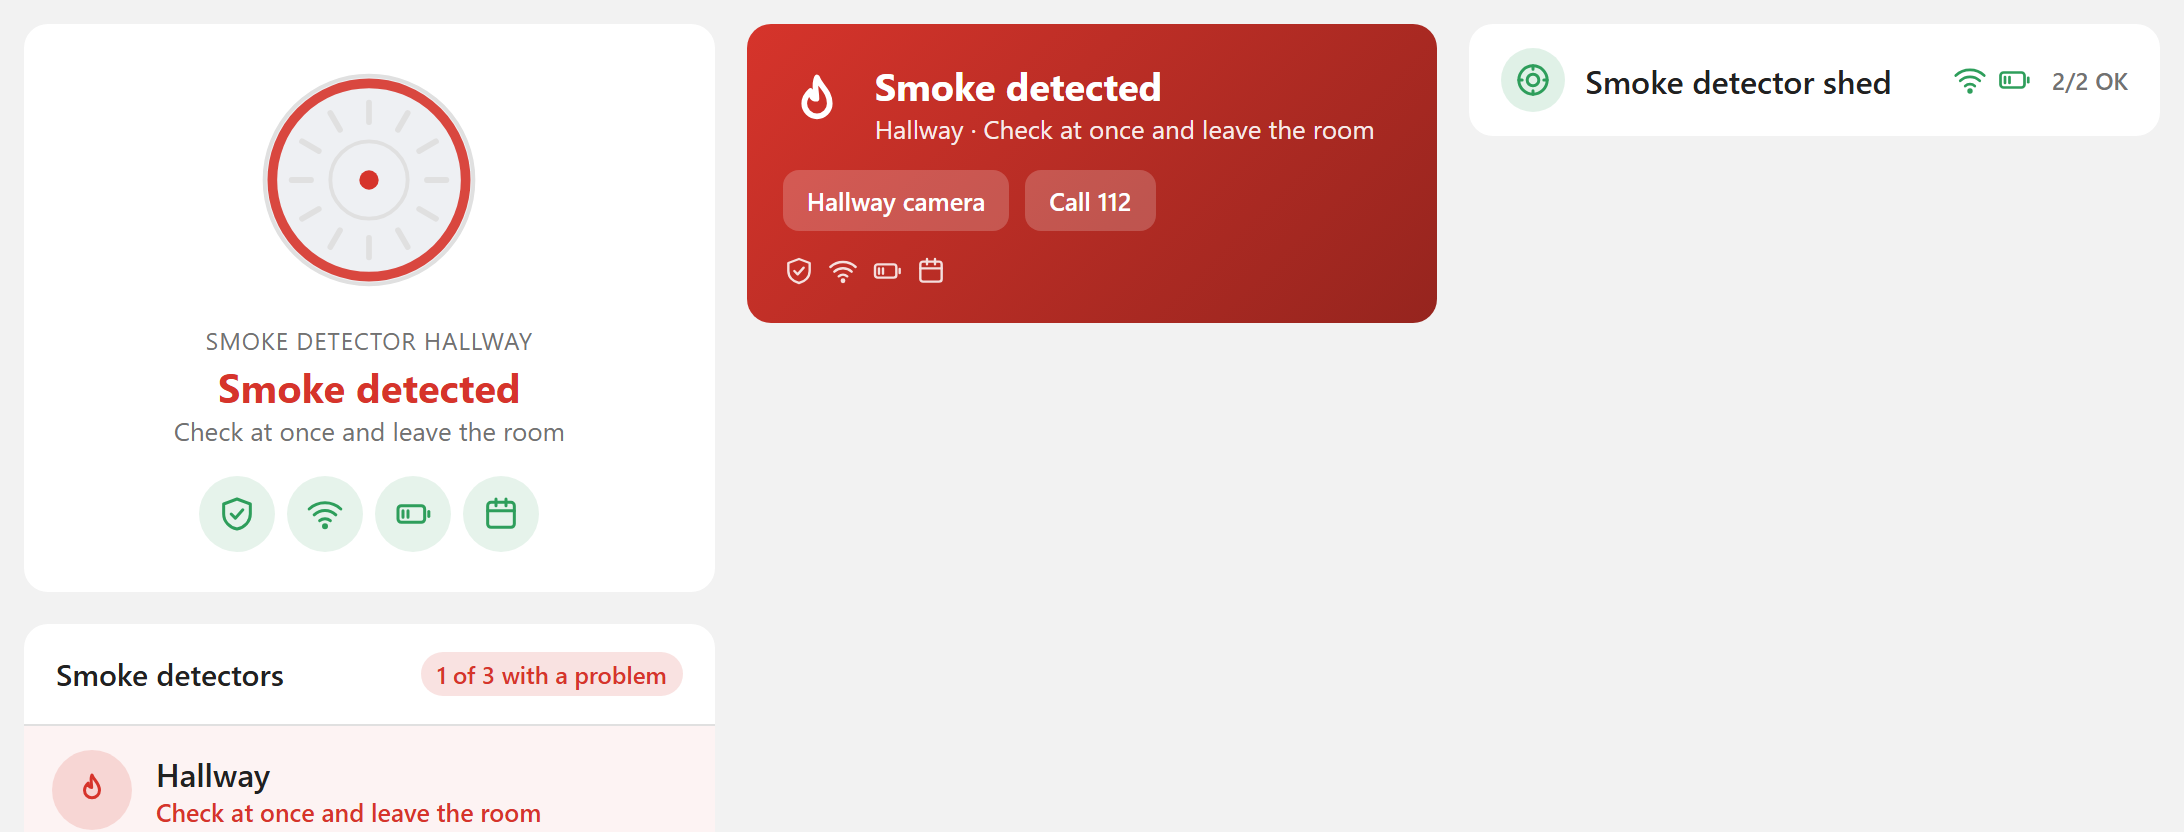 SMOKE DETECTOR HALLWAY
Smoke detected
Check at once and leave the room
Smoke detectors
1 of 3 with a problem
Hallway
Check at once and leave the room
Smoke detected
Hallway · Check at once and leave the room
Hallway camera
Call 112
Smoke detector shed
2/2 OK